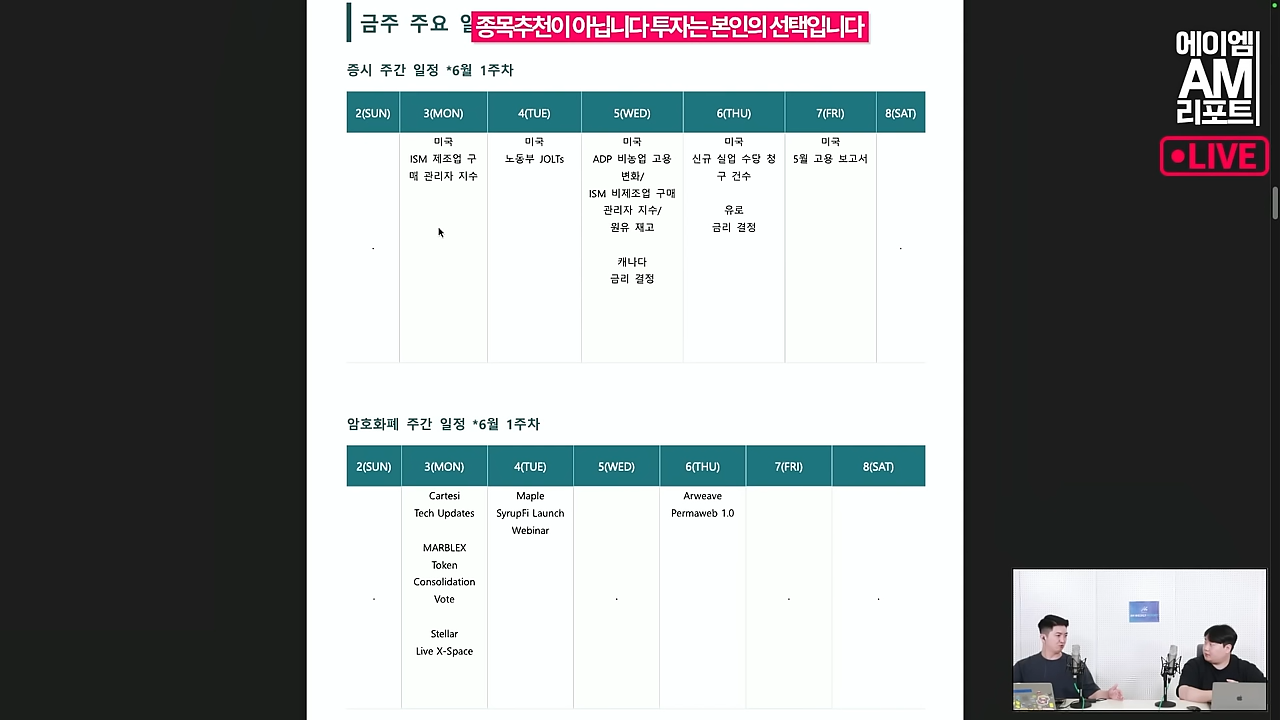 금주 주요 일
종목추천이 아닙니다 투자는 본인의 선택입니다
에이엠
AM
리포트
LIVE
증시 주간 일정 *6월 1주차
2(SUN) 3(MON) 4(TUE) 5(WED) 6(THU) 7(FRI) 8(SAT)
.
미국
ISM 제조업 구
매 관리자 지수
미국
노동부 JOLTs
미국
ADP 비농업 고용
변화/
ISM 비제조업 구매
관리자 지수/
원유 재고
캐나다
금리 결정
미국
신규 실업 수당 청
구 건수
유로
금리 결정
미국
5월 고용 보고서
.
암호화폐 주간 일정 *6월 1주차
2(SUN) 3(MON) 4(TUE) 5(WED) 6(THU) 7(FRI) 8(SAT)
.
Cartesi
Tech Updates
MARBLEX
Token
Consolidation
Vote
Stellar
Live X-Space
Maple
SyrupFi Launch
Webinar
.
Arweave
Permaweb 1.0
.
.